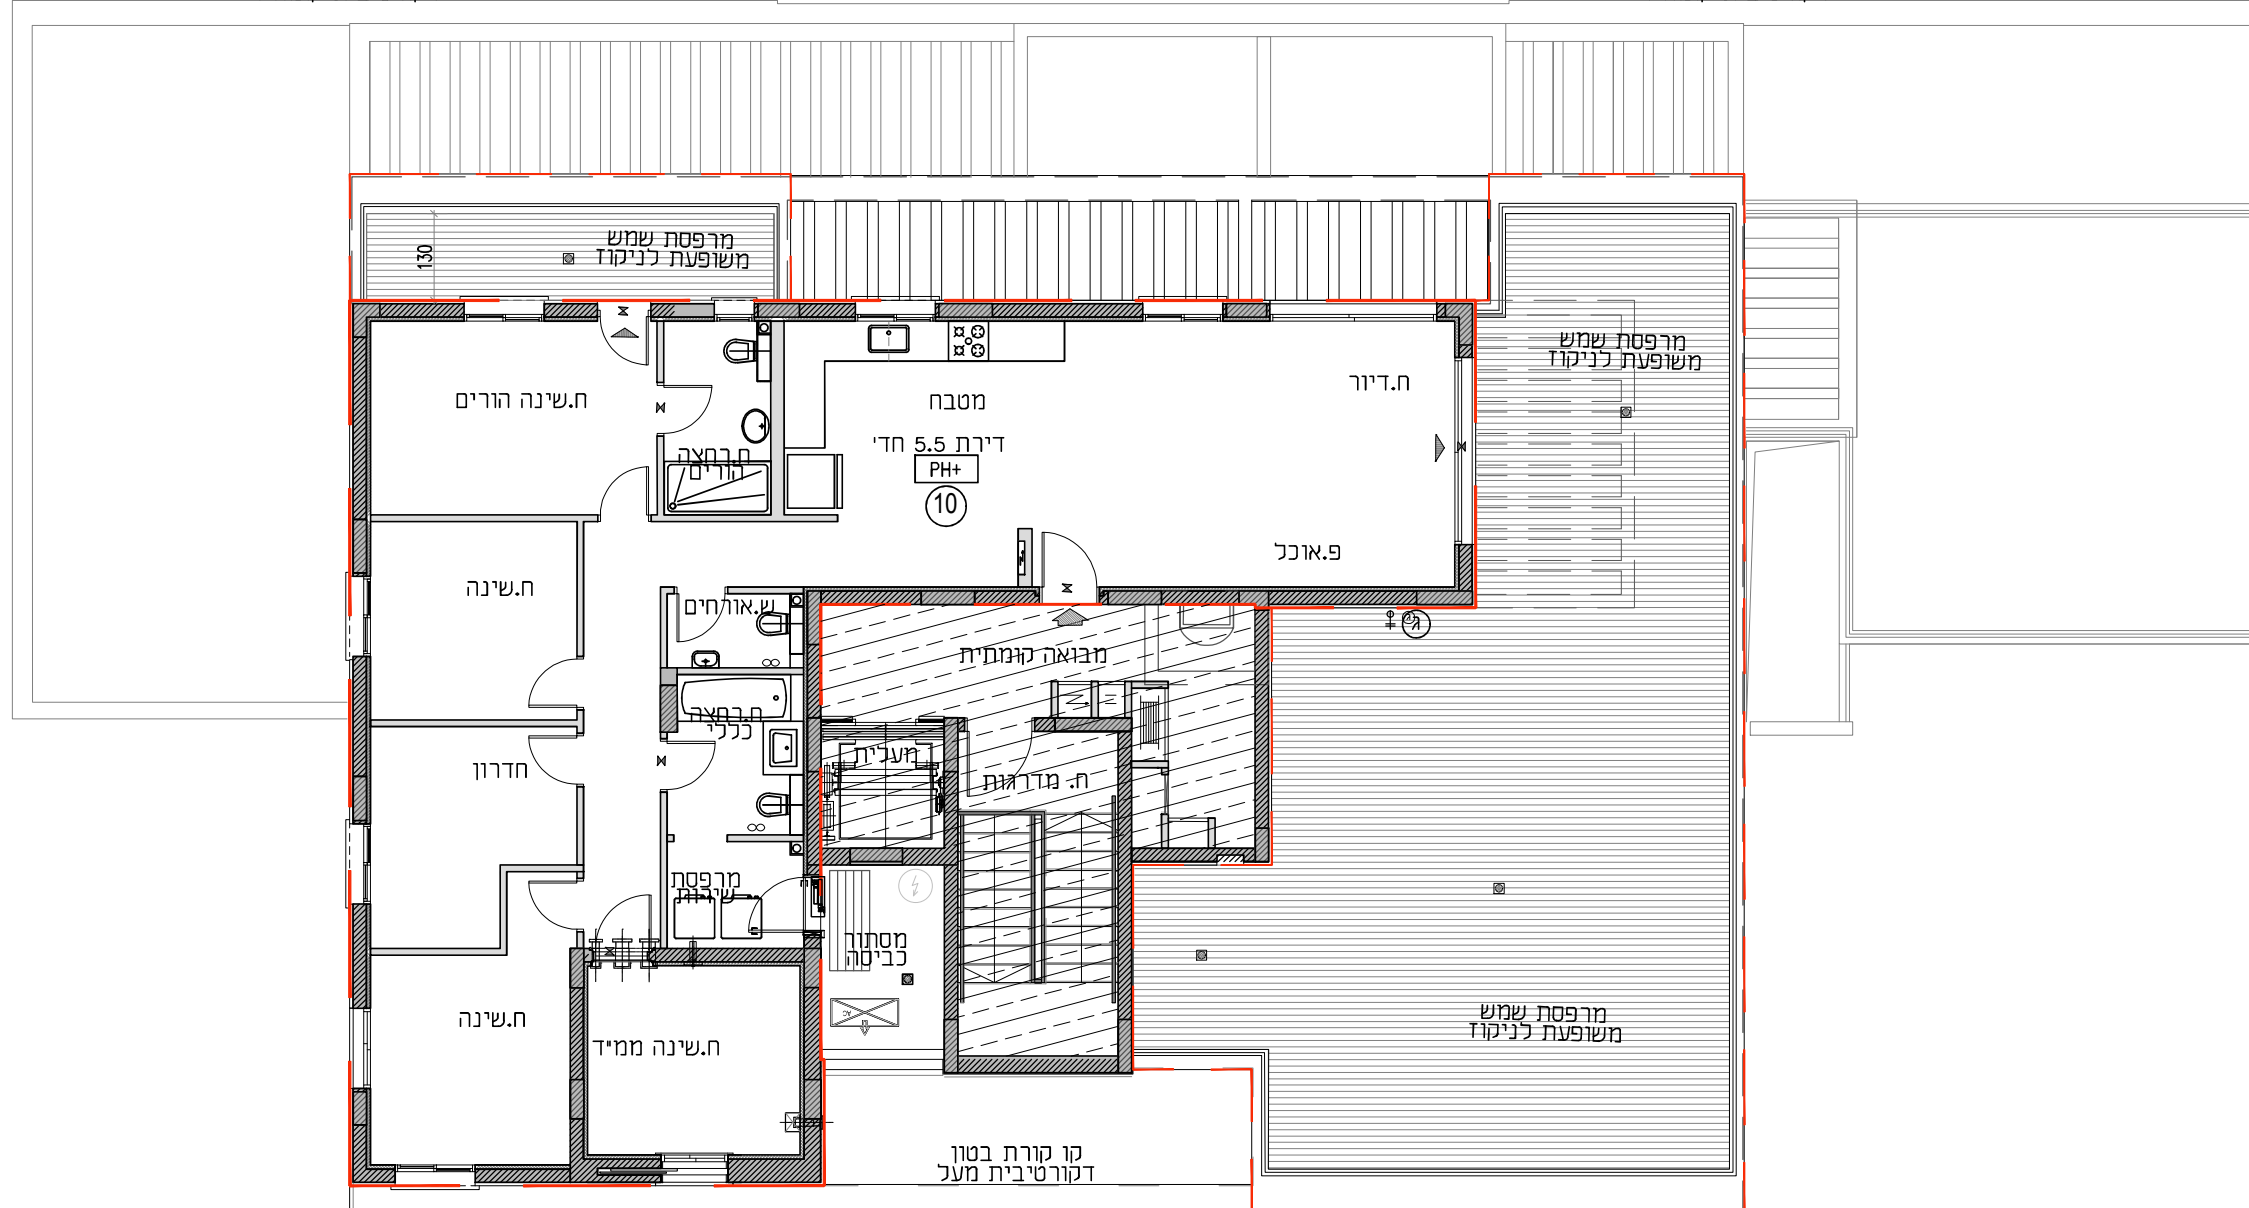 מרפסת שמש
משופעת לניקוז
130
מרפסת שמש
משופעת לניקוז
ח.דיור
ח.שינה הורים
מטבח
דירת 5.5 חד'
PH+
10
ח.רחצה
הורים
פ.אוכל
ח.שינה
ש.אורחים
מבואה קומתית
ח.רחצה
כללי
מעלית
חדרון
ח. מדרגות
מרפסת
שירות
מסתור
כביסה
AC
מרפסת שמש
משופעת לניקוז
ח.שינה
ח.שינה ממ"ד
קו קורת בטון
דקורטיבית מעל